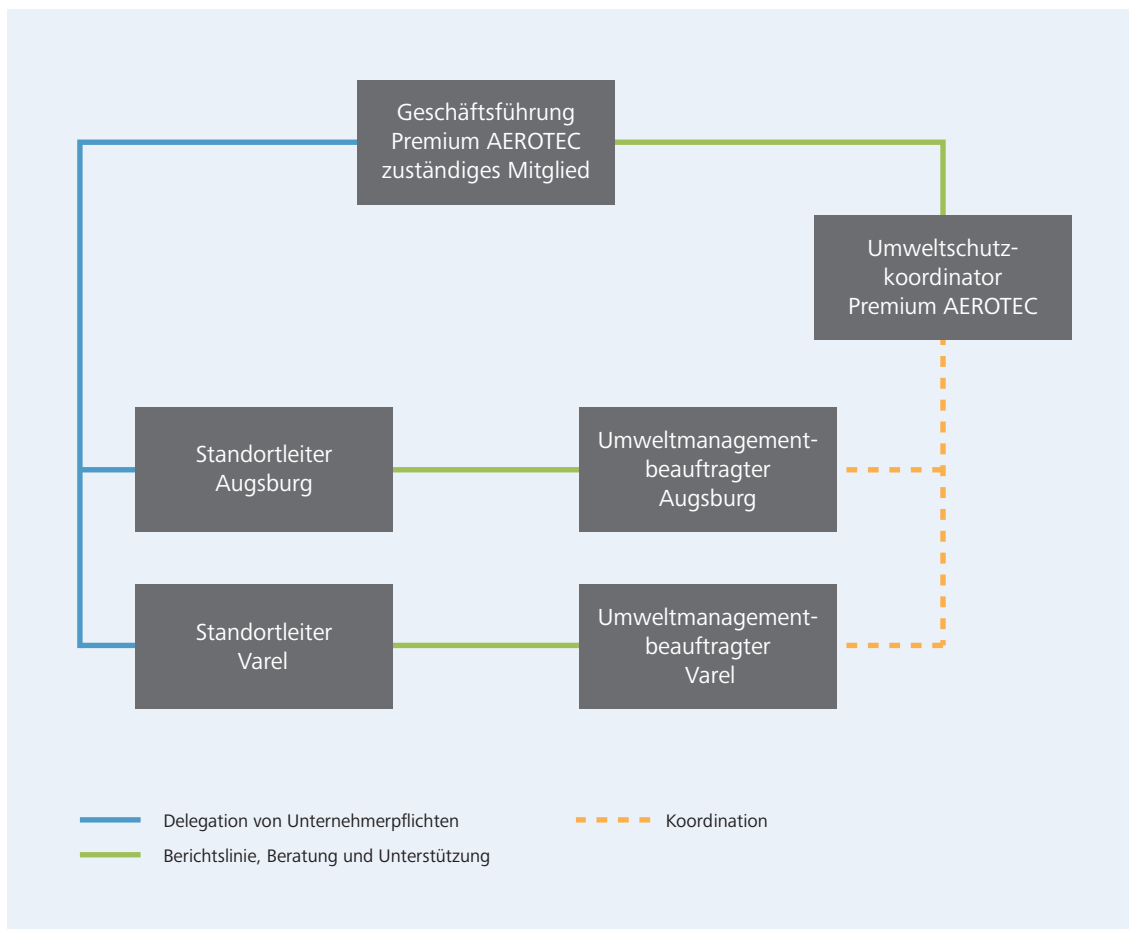 Geschäftsführung
Premium AEROTEC
zuständiges Mitglied
Umweltschutz-
koordinator
Premium AEROTEC
Standortleiter
Augsburg
Umweltmanagement-
beauftragter
Augsburg
Standortleiter
Varel
Umweltmanagement-
beauftragter
Varel
Delegation von Unternehmerpflichten
Koordination
Berichtslinie, Beratung und Unterstützung